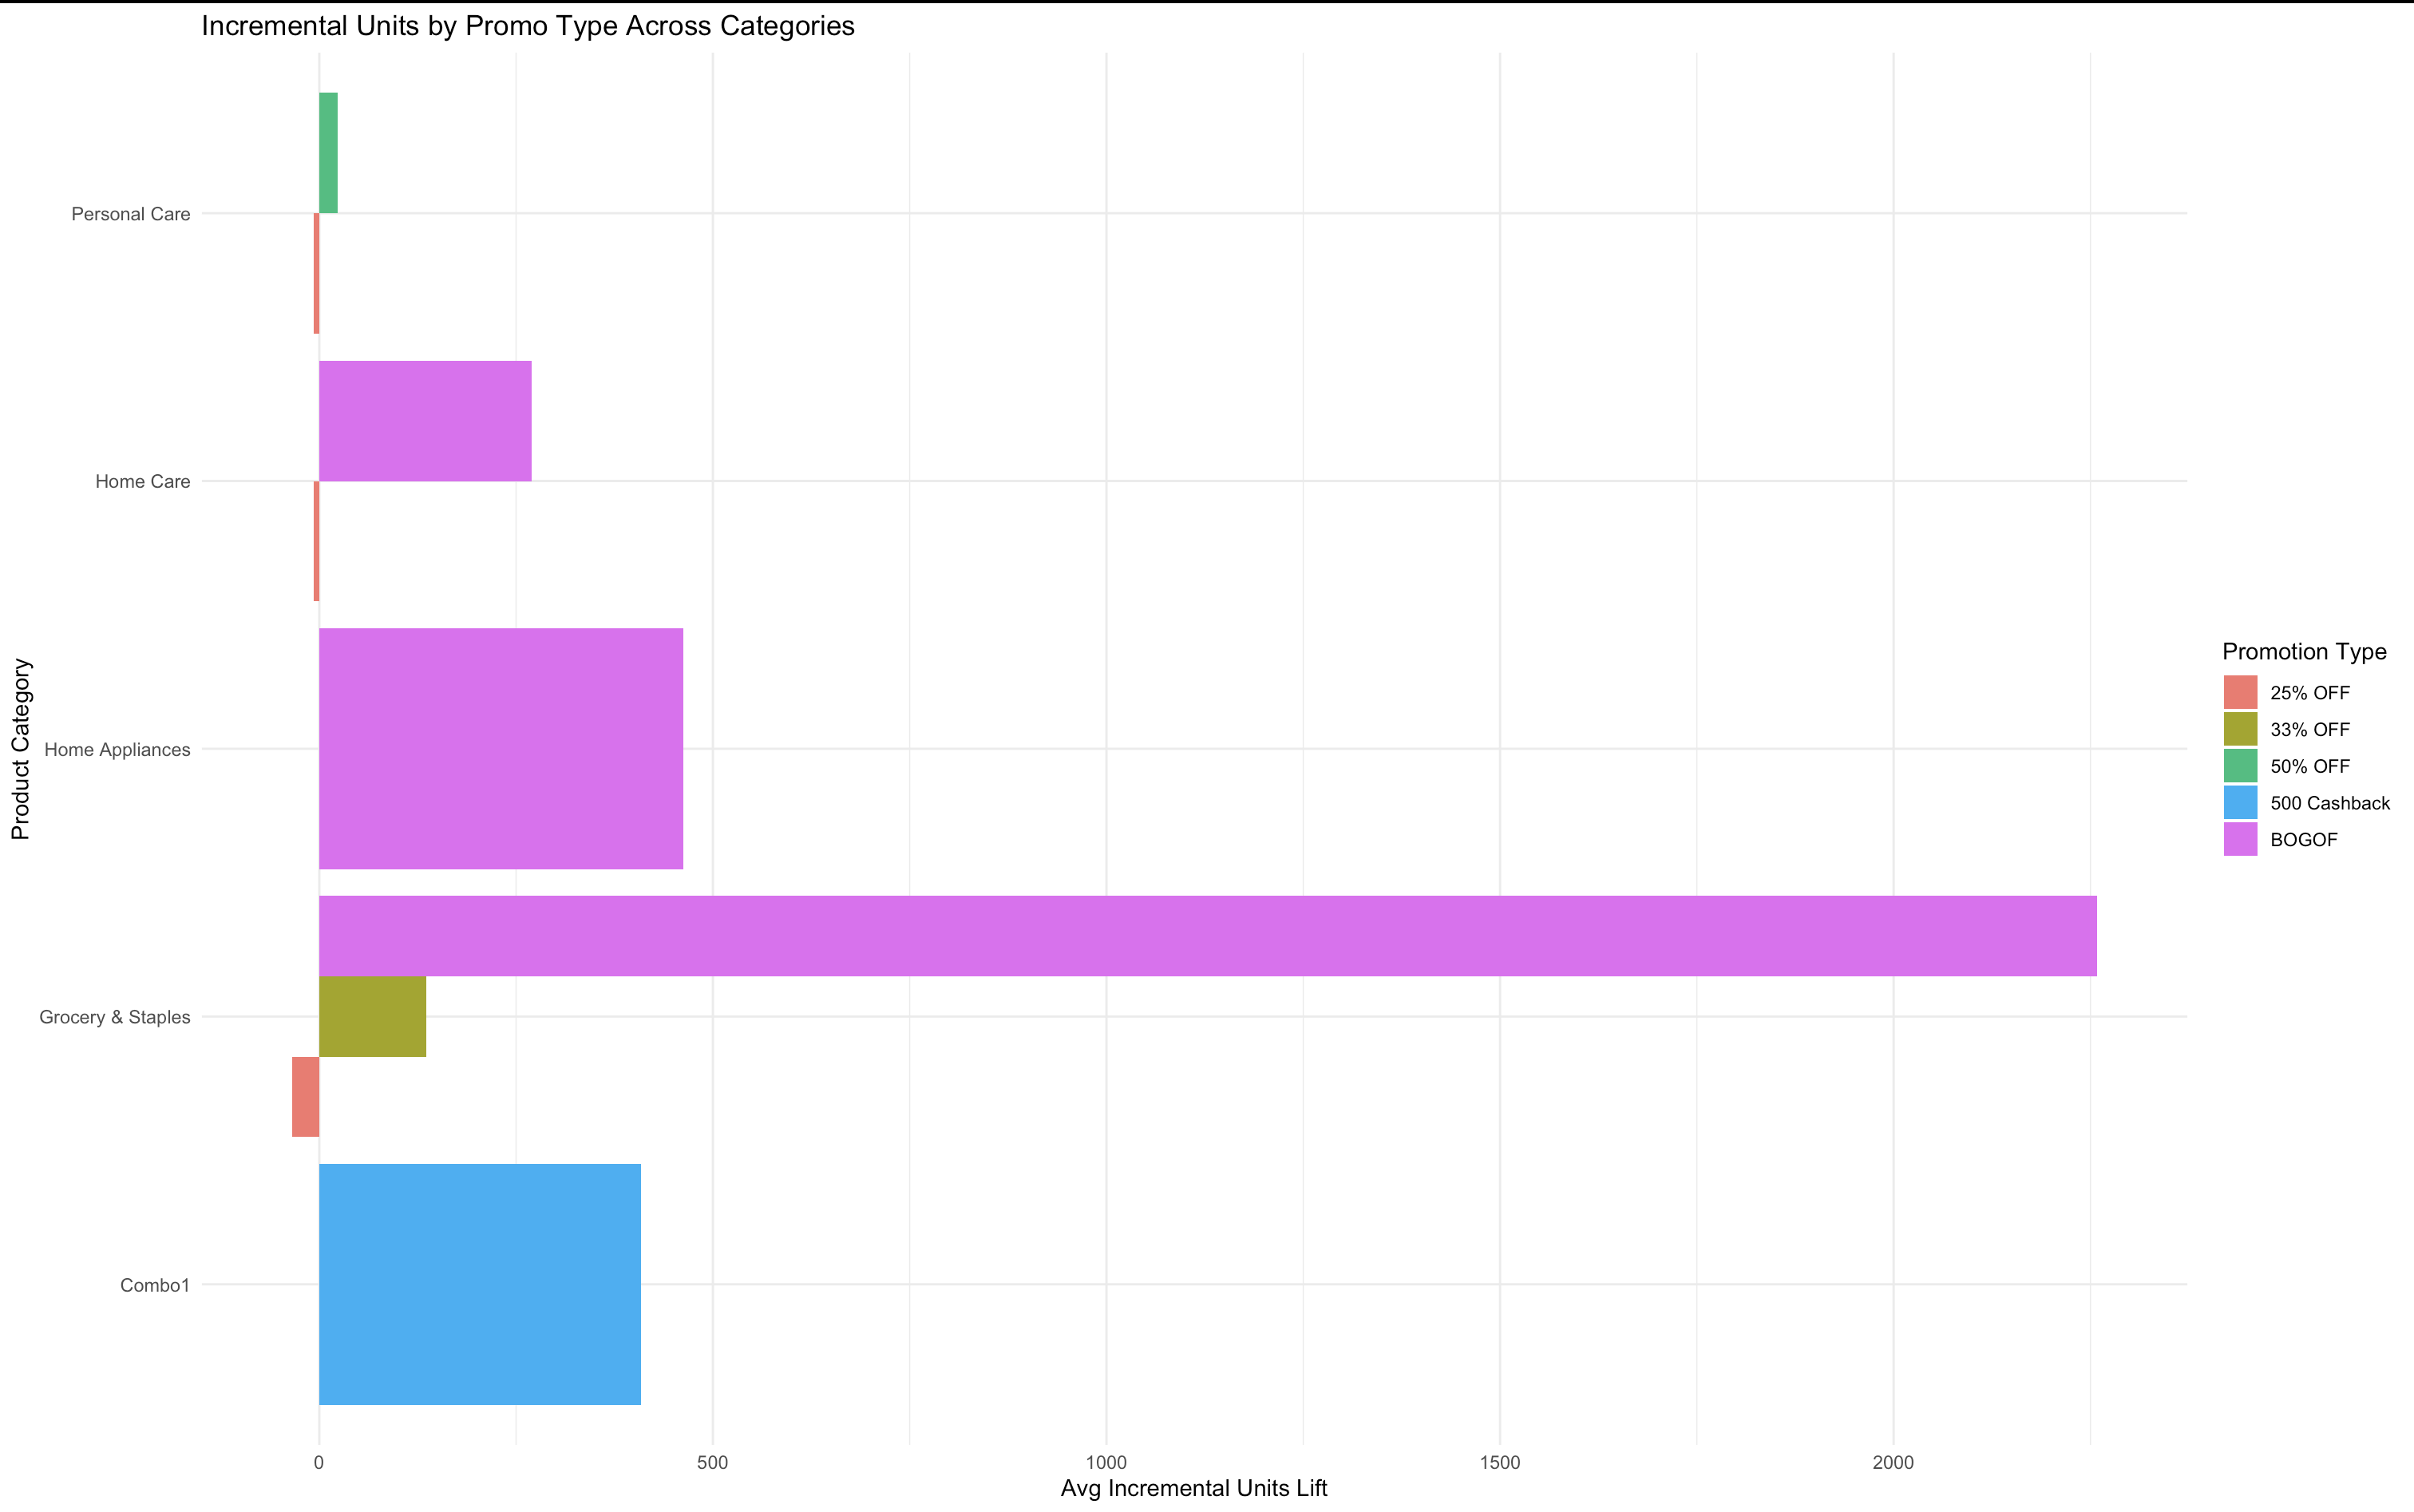 Incremental Units by Promo Type Across Categories
Product Category
Personal Care
Home Care
Home Appliances
Grocery & Staples
Combo1
0
500
1000
1500
2000
Avg Incremental Units Lift
Promotion Type
25% OFF
33% OFF
50% OFF
500 Cashback
BOGOF